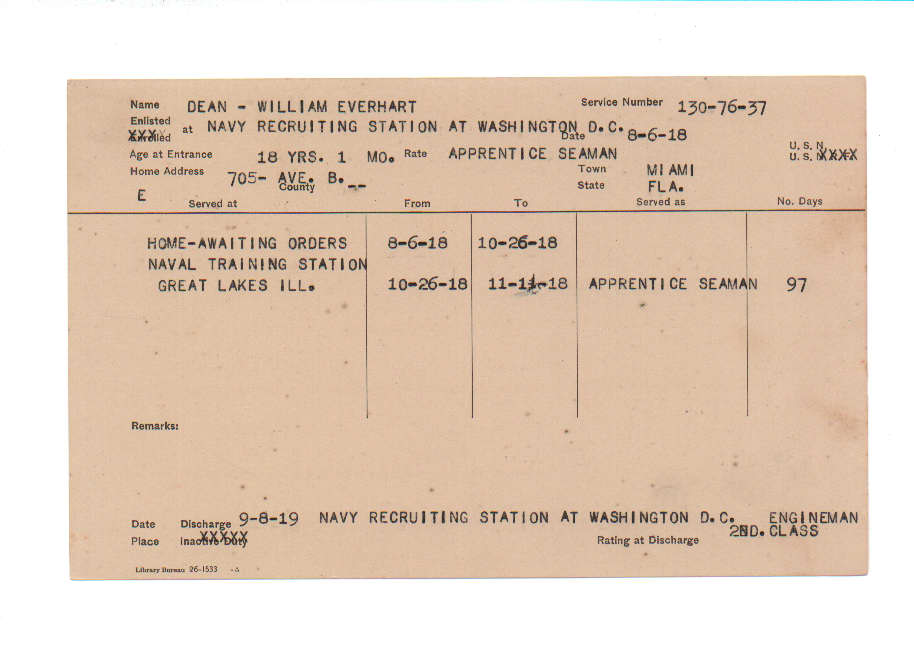 Name DEAN - WILLIAM EVERHART Service Number 130-76-37
Enlisted
Enrolled at NAVY RECRUITING STATION AT WASHINGTON D.C. Date 8-6-18
Age at Entrance 18 YRS. 1 MO. Rate APPRENTICE SEAMAN U. S. N.
U. S. N. XXXX
Home Address 705- AVE. B. Town MIAMI
County -- State FLA.
E
Served at From To Served as No. Days
HOME-AWAITING ORDERS 8-6-18 10-26-18
NAVAL TRAINING STATION
GREAT LAKES ILL. 10-26-18 11-11-18 APPRENTICE SEAMAN 97
Remarks:
Date Discharge 9-8-19 NAVY RECRUITING STATION AT WASHINGTON D.C. ENGINEMAN
Place Inactive Duty XXXXX Rating at Discharge 2ND. CLASS
Library Bureau 26-1533